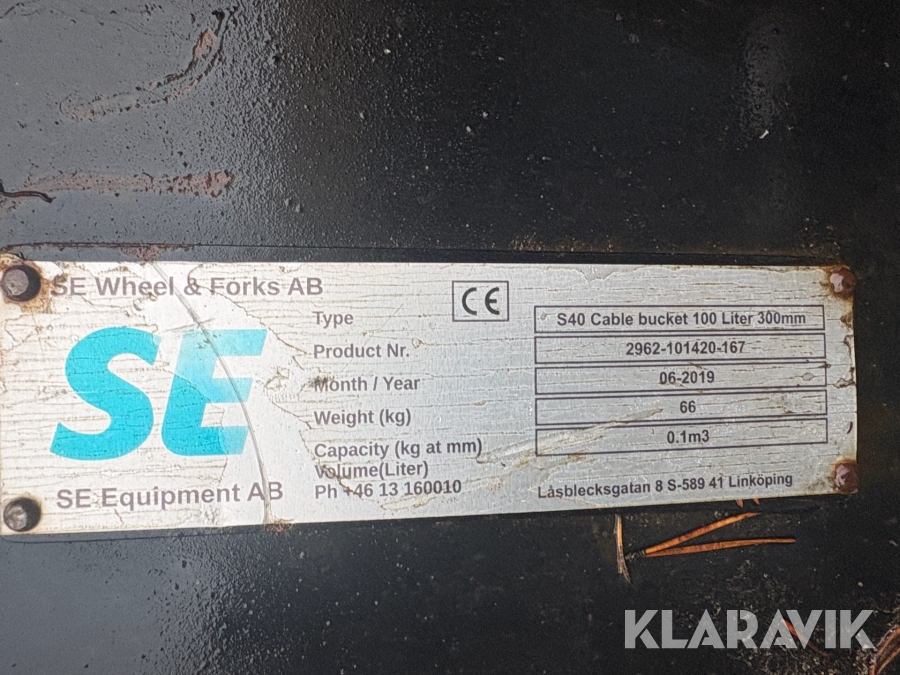 SE Wheel & Forks AB
CE
SE
SE Equipment AB
Type S40 Cable bucket 100 Liter 300mm
Product Nr. 2962-101420-167
Month / Year 06-2019
Weight (kg) 66
Capacity (kg at mm) 0.1m3
Volume(Liter)
Ph +46 13 160010 Låsblecksgatan 8 S-589 41 Linköping
KLARAVIK